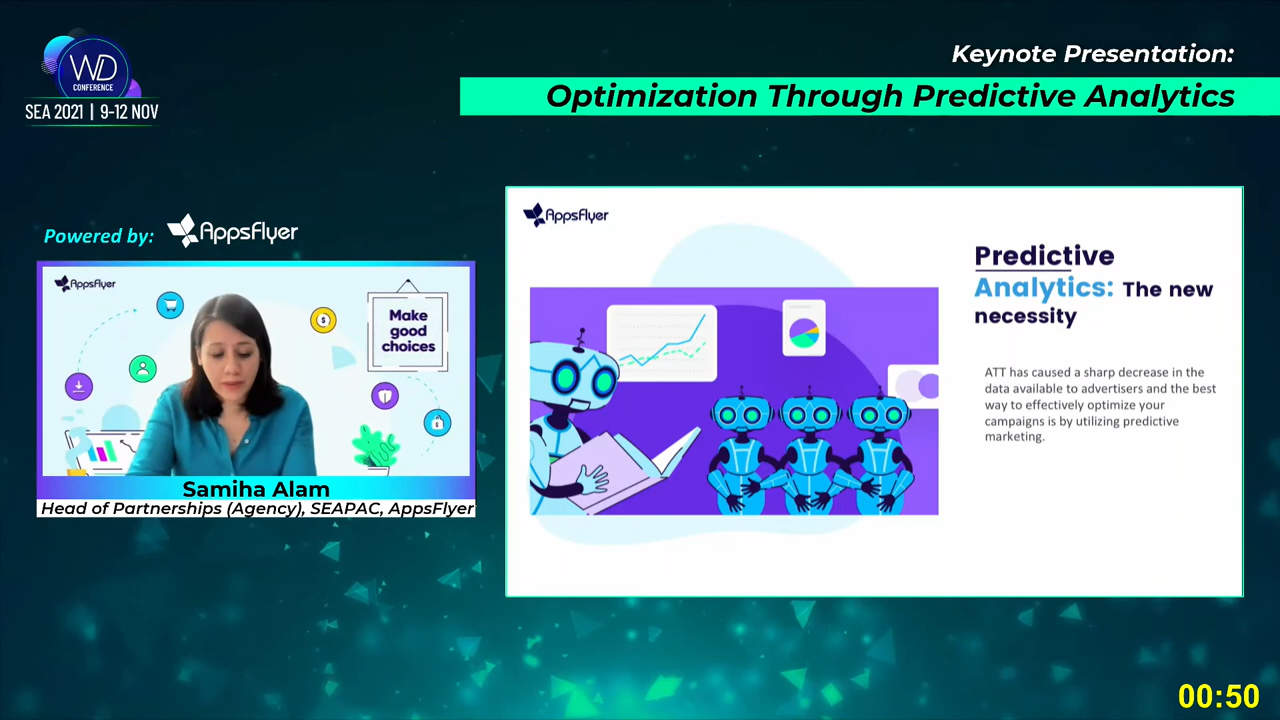 WD
CONFERENCE
SEA 2021 | 9-12 NOV
Keynote Presentation:
Optimization Through Predictive Analytics
Powered by: AppsFlyer
AppsFlyer
Make
good
choices
Samiha Alam
Head of Partnerships (Agency), SEAPAC, AppsFlyer
AppsFlyer
Predictive
Analytics: The new
necessity
ATT has caused a sharp decrease in the
data available to advertisers and the best
way to effectively optimize your
campaigns is by utilizing predictive
marketing.
00:50